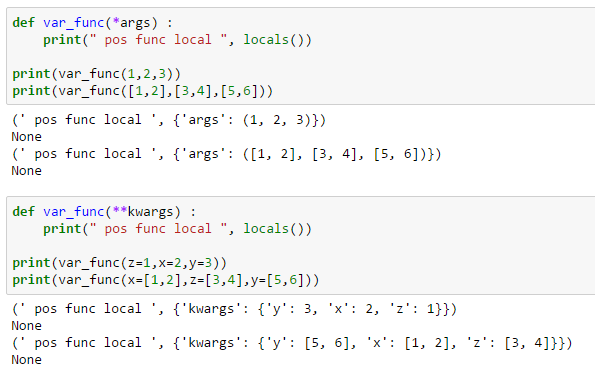 def var_func(*args) :
    print(" pos func local ", locals())

print(var_func(1,2,3))
print(var_func([1,2],[3,4],[5,6]))
(' pos func local ', {'args': (1, 2, 3)})
None
(' pos func local ', {'args': ([1, 2], [3, 4], [5, 6])})
None
def var_func(**kwargs) :
    print(" pos func local ", locals())

print(var_func(z=1,x=2,y=3))
print(var_func(x=[1,2],z=[3,4],y=[5,6]))
(' pos func local ', {'kwargs': {'y': 3, 'x': 2, 'z': 1}})
None
(' pos func local ', {'kwargs': {'y': [5, 6], 'x': [1, 2], 'z': [3, 4]}})
None